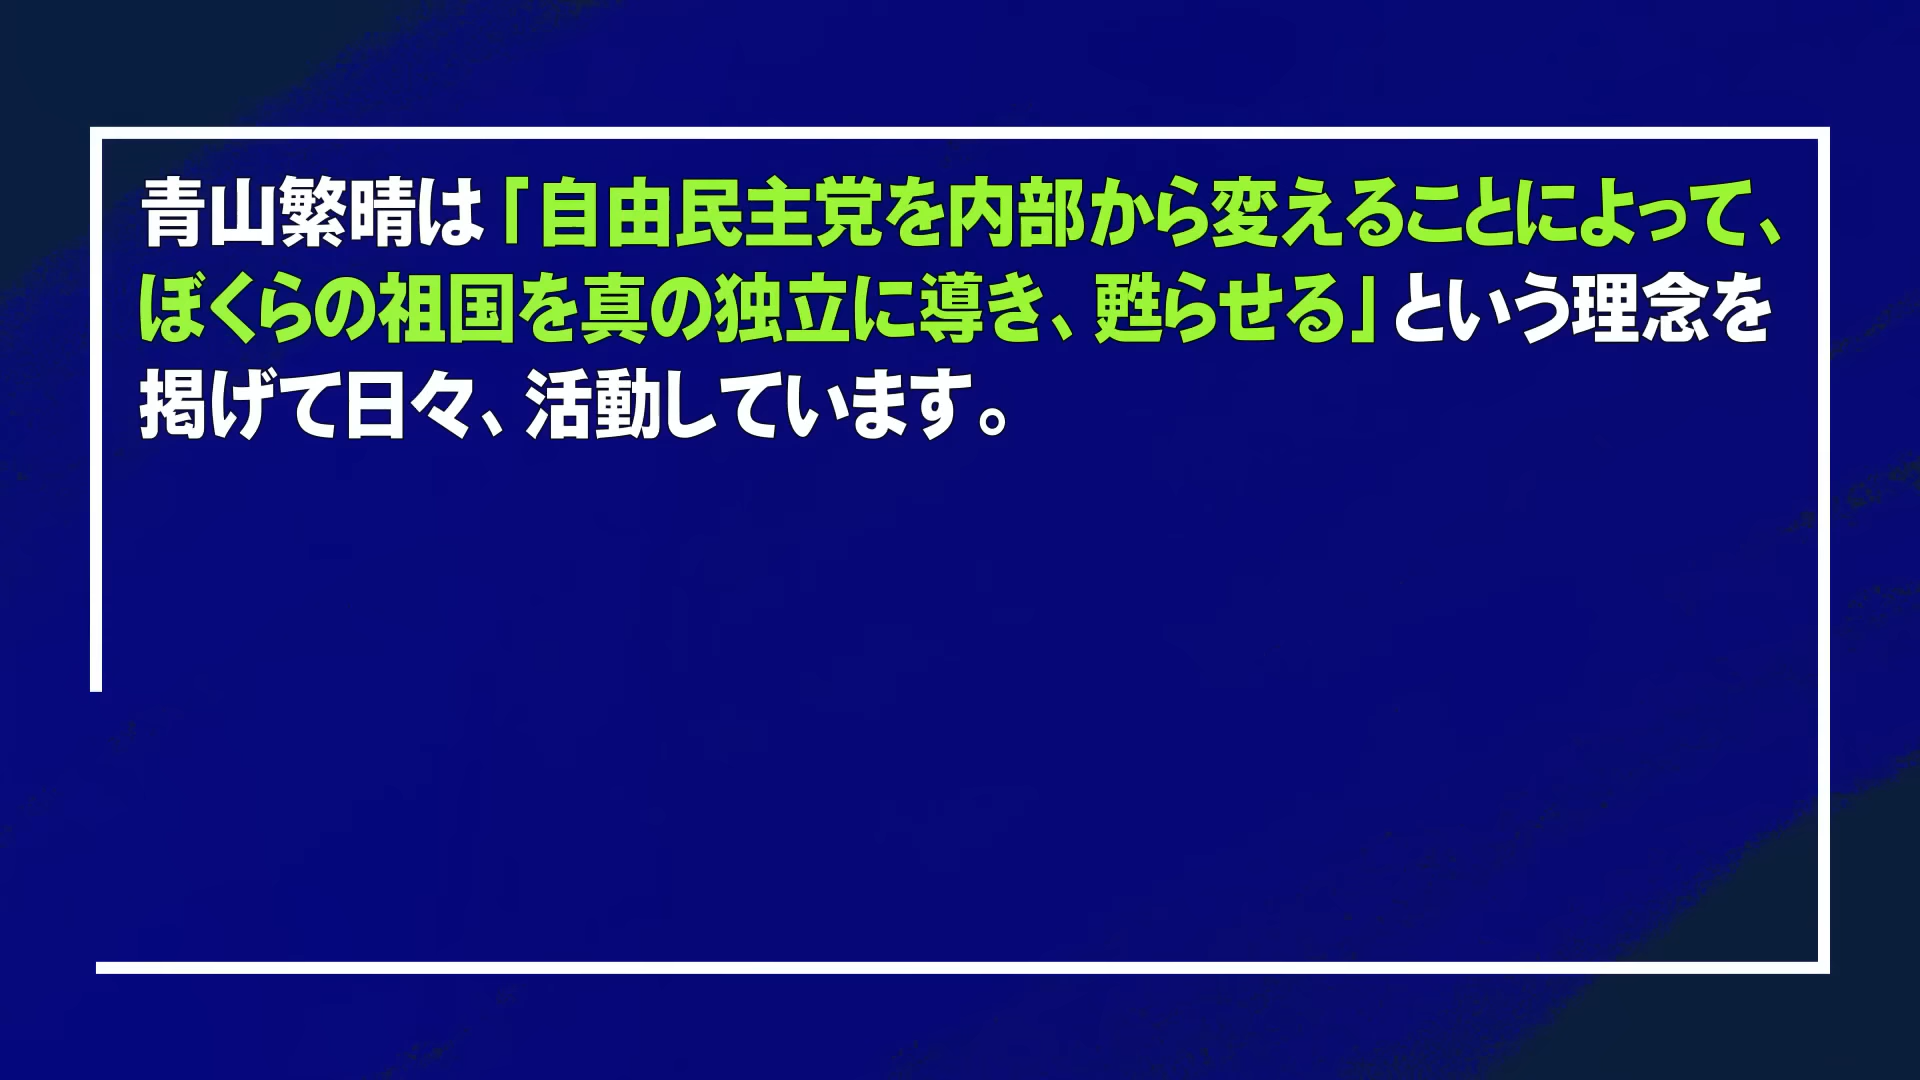 青山繁晴は「自由民主党を内部から変えることによって、
ぼくらの祖国を真の独立に導き、甦らせる」という理念を
掲げて日々、活動しています。